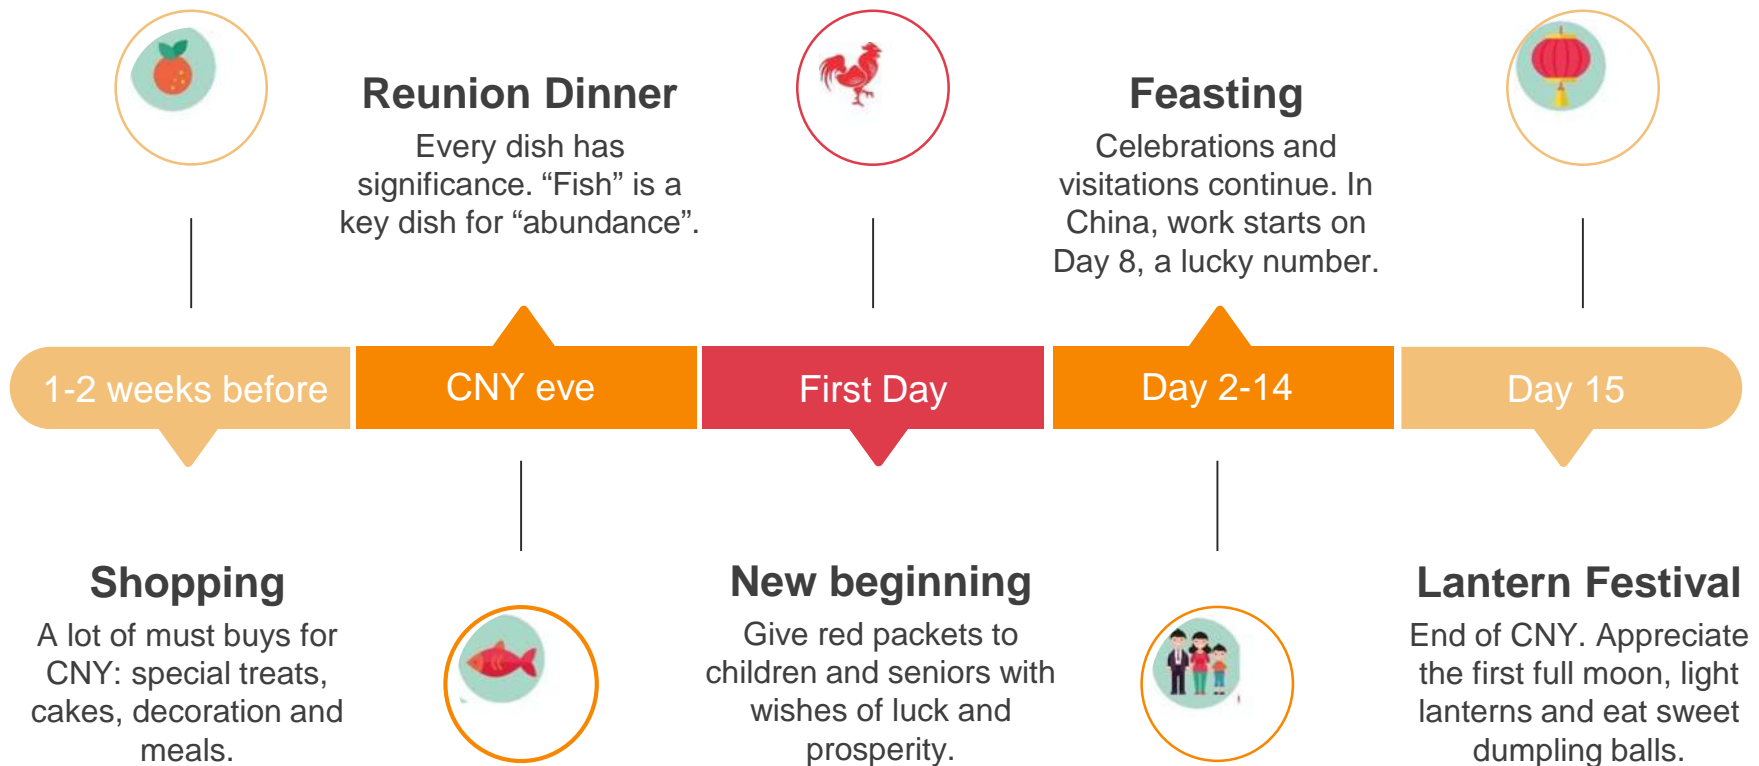 Reunion Dinner
Every dish has
significance. “Fish” is a
key dish for “abundance”.
Feasting
Celebrations and
visitations continue. In
China, work starts on
Day 8, a lucky number.
1-2 weeks before
CNY eve
First Day
Day 2-14
Day 15
Shopping
A lot of must buys for
CNY: special treats,
cakes, decoration and
meals.
New beginning
Give red packets to
children and seniors with
wishes of luck and
prosperity.
Lantern Festival
End of CNY. Appreciate
the first full moon, light
lanterns and eat sweet
dumpling balls.